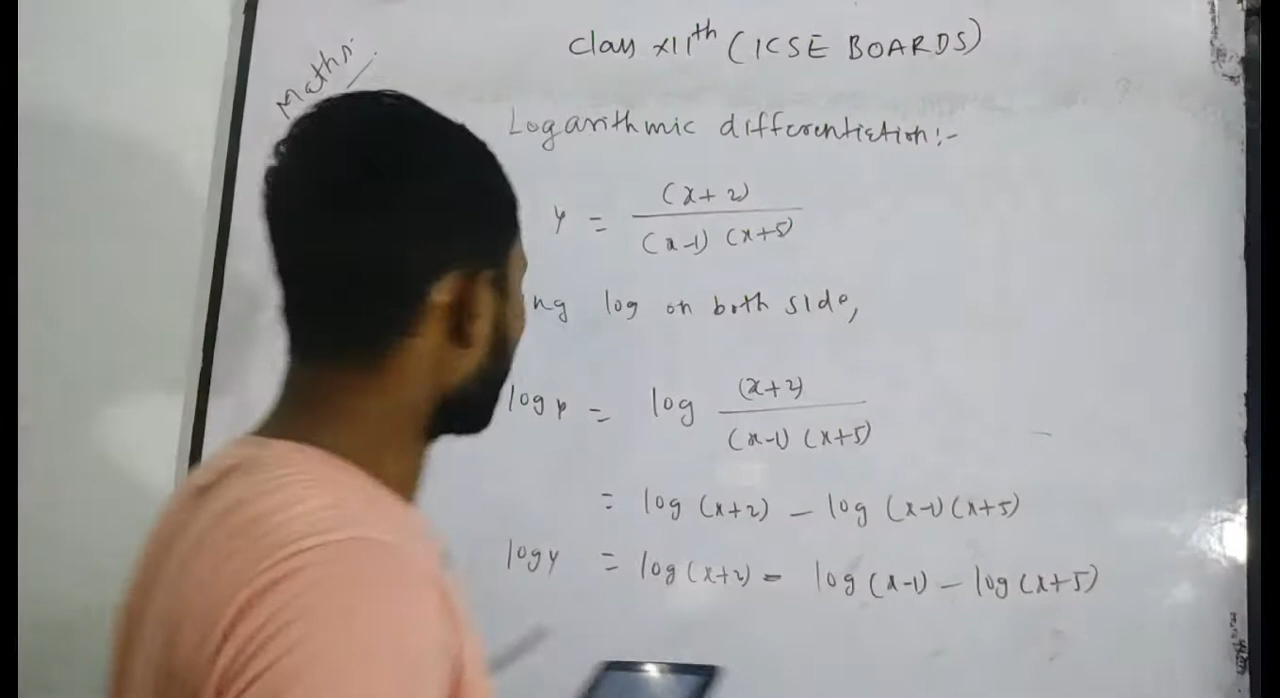 Maths:
Class XIIth (ICSE BOARDS)
Logarithmic differentiation:-
y = (x+2) / (x-1) (x+5)
ng log on both side,
log y = log (x+2) / (x-1) (x+5)
= log (x+2) - log (x-1) (x+5)
log y = log (x+2) - log (x-1) - log (x+5)